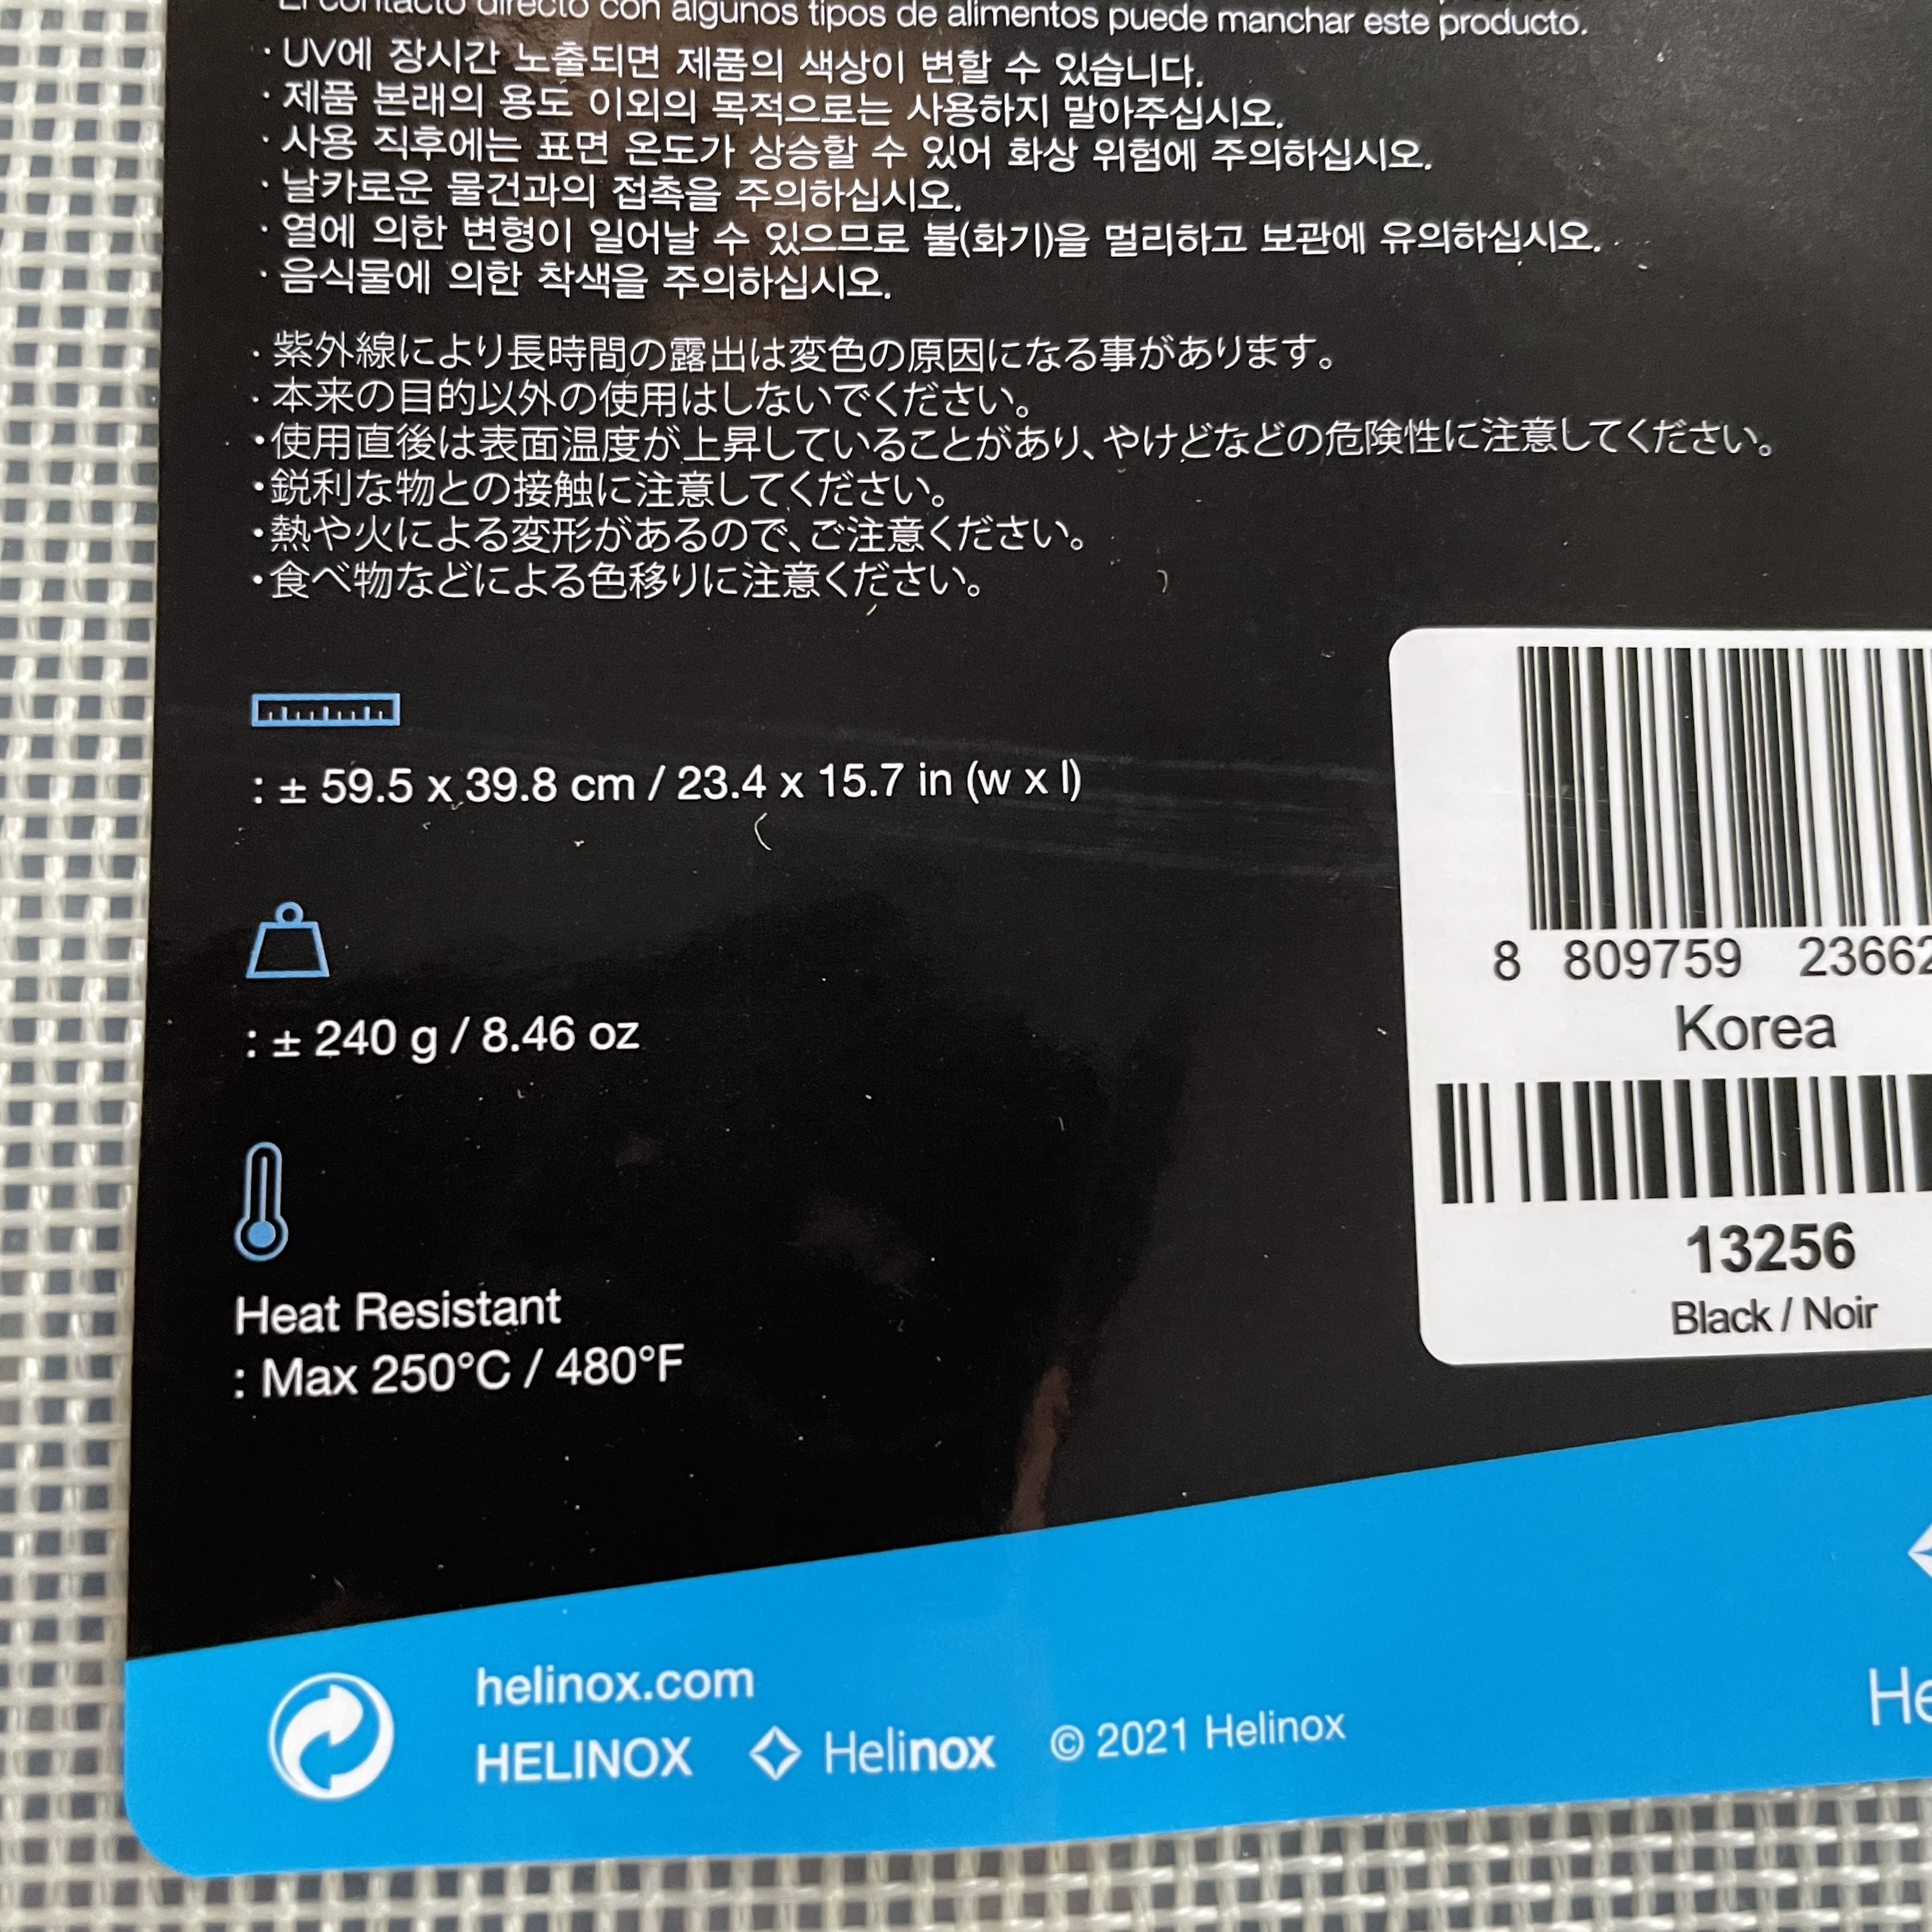 El contacto directo con algunos tipos de alimentos puede manchar este producto.
· UV에 장시간 노출되면 제품의 색상이 변할 수 있습니다.
· 제품 본래의 용도 이외의 목적으로는 사용하지 말아주십시오.
· 사용 직후에는 표면 온도가 상승할 수 있어 화상 위험에 주의하십시오.
· 날카로운 물건과의 접촉을 주의하십시오.
· 열에 의한 변형이 일어날 수 있으므로 불(화기)을 멀리하고 보관에 유의하십시오.
· 음식물에 의한 착색을 주의하십시오.
· 紫外線により長時間の露出は変色の原因になる事があります。
· 本来の目的以外の使用はしないでください。
・使用直後は表面温度が上昇していることがあり、やけどなどの危険性に注意してください。
・鋭利な物との接触に注意してください。
・熱や火による変形があるので、ご注意ください。
・食べ物などによる色移りに注意ください。
: ± 59.5 x 39.8 cm / 23.4 x 15.7 in (w x l)
: ± 240 g / 8.46 oz
Heat Resistant
: Max 250°C / 480°F
8 809759 23662
Korea
13256
Black / Noir
helinox.com
HELINOX Helinox © 2021 Helinox
He